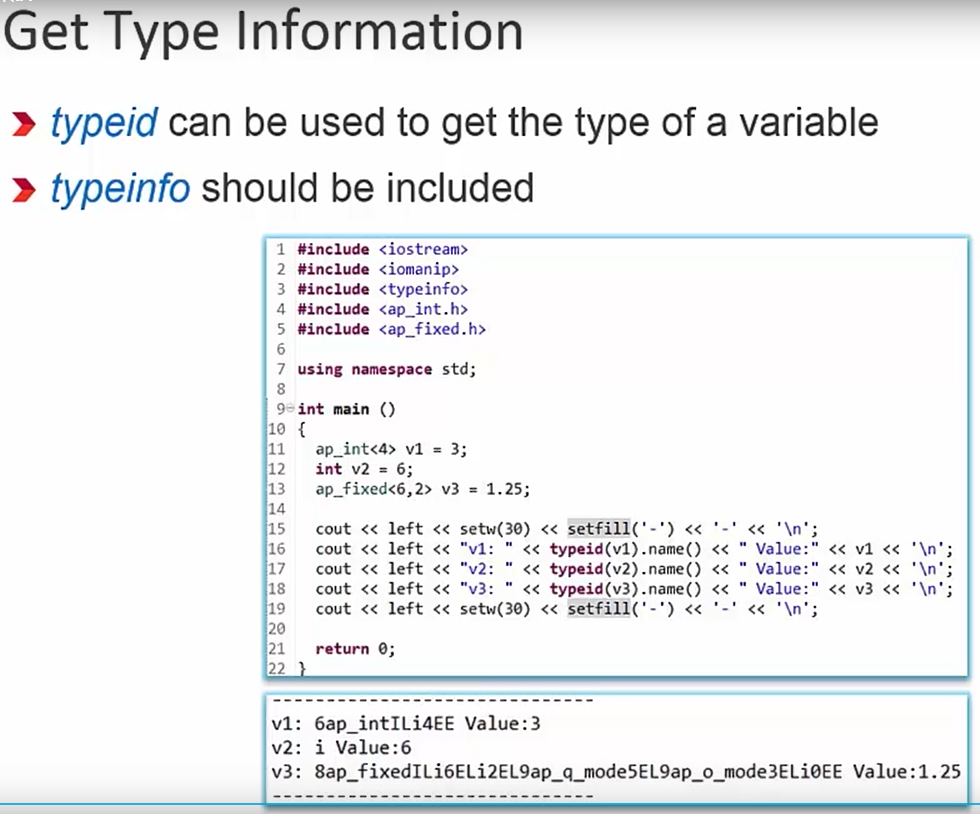 Get Type Information
typeid can be used to get the type of a variable
typeinfo should be included
1 #include <iostream>
2 #include <iomanip>
3 #include <typeinfo>
4 #include <ap_int.h>
5 #include <ap_fixed.h>
6
7 using namespace std;
8
9 int main ()
10 {
11 ap_int<4> v1 = 3;
12 int v2 = 6;
13 ap_fixed<6,2> v3 = 1.25;
14
15 cout << left << setw(30) << setfill('-') << '-' << '\n';
16 cout << left << "v1: " << typeid(v1).name() << " Value:" << v1 << '\n';
17 cout << left << "v2: " << typeid(v2).name() << " Value:" << v2 << '\n';
18 cout << left << "v3: " << typeid(v3).name() << " Value:" << v3 << '\n';
19 cout << left << setw(30) << setfill('-') << '-' << '\n';
20
21 return 0;
22 }
------------------------------
v1: 6ap_intILi4EE Value:3
v2: i Value:6
v3: 8ap_fixedILi6ELi2EL9ap_q_mode5EL9ap_o_mode3ELi0EE Value:1.25
------------------------------